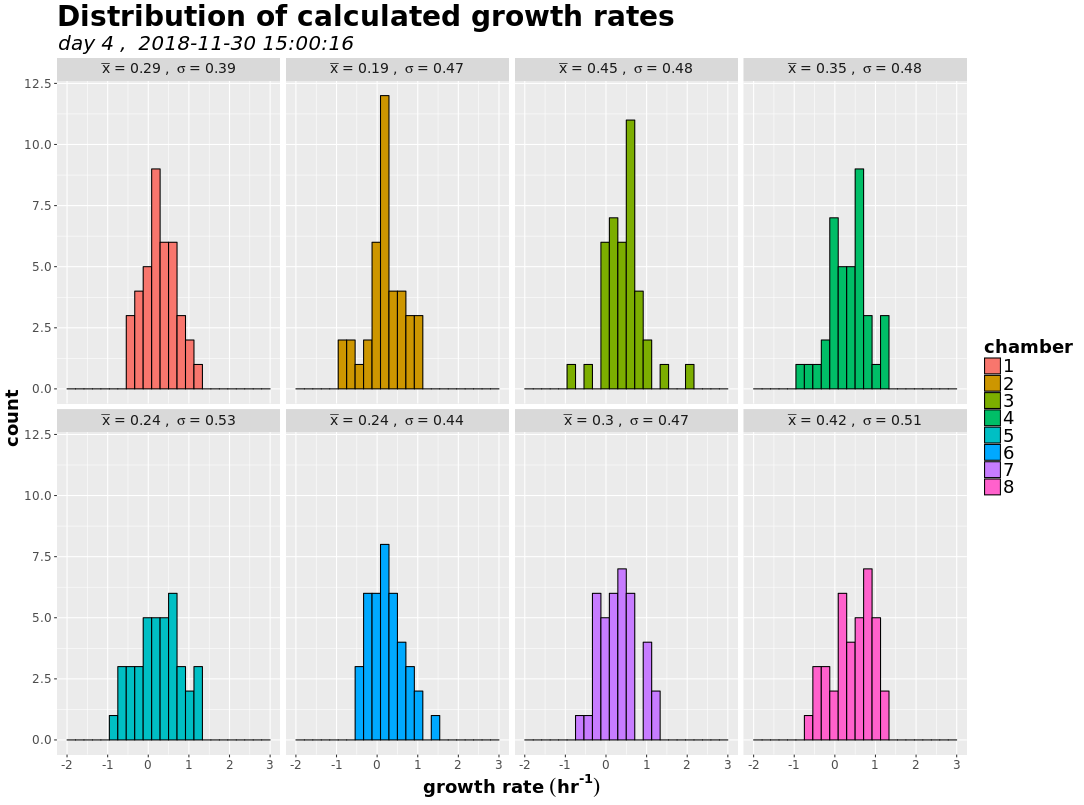 Distribution of calculated growth rates
day 4 ,  2018-11-30 15:00:16
x̅ = 0.29 ,  σ = 0.39
x̅ = 0.19 ,  σ = 0.47
x̅ = 0.45 ,  σ = 0.48
x̅ = 0.35 ,  σ = 0.48
12.5
10.0
7.5
5.0
2.5
0.0
x̅ = 0.24 ,  σ = 0.53
x̅ = 0.24 ,  σ = 0.44
x̅ = 0.3 ,  σ = 0.47
x̅ = 0.42 ,  σ = 0.51
12.5
10.0
7.5
5.0
2.5
0.0
-2 -1 0 1 2 3
-2 -1 0 1 2 3
-2 -1 0 1 2 3
-2 -1 0 1 2 3
count
growth rate (hr⁻¹)
chamber
1
2
3
4
5
6
7
8